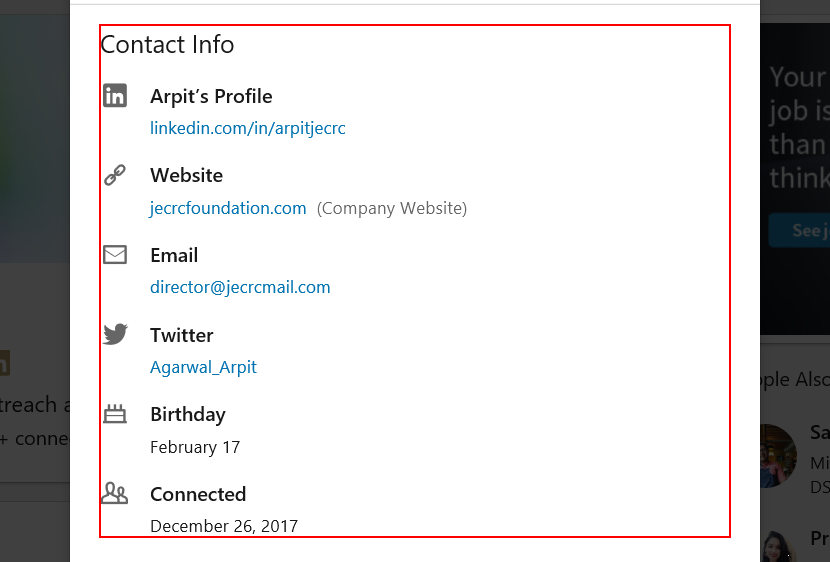 Contact Info
Arpit's Profile
linkedin.com/in/arpitjecrc
Website
jecrcfoundation.com (Company Website)
Email
director@jecrcmail.com
Twitter
Agarwal_Arpit
Birthday
February 17
Connected
December 26, 2017
Your
job is
than
think
See j
treach a
+ conne
ple Also
Sa
Mi
DS
Pr